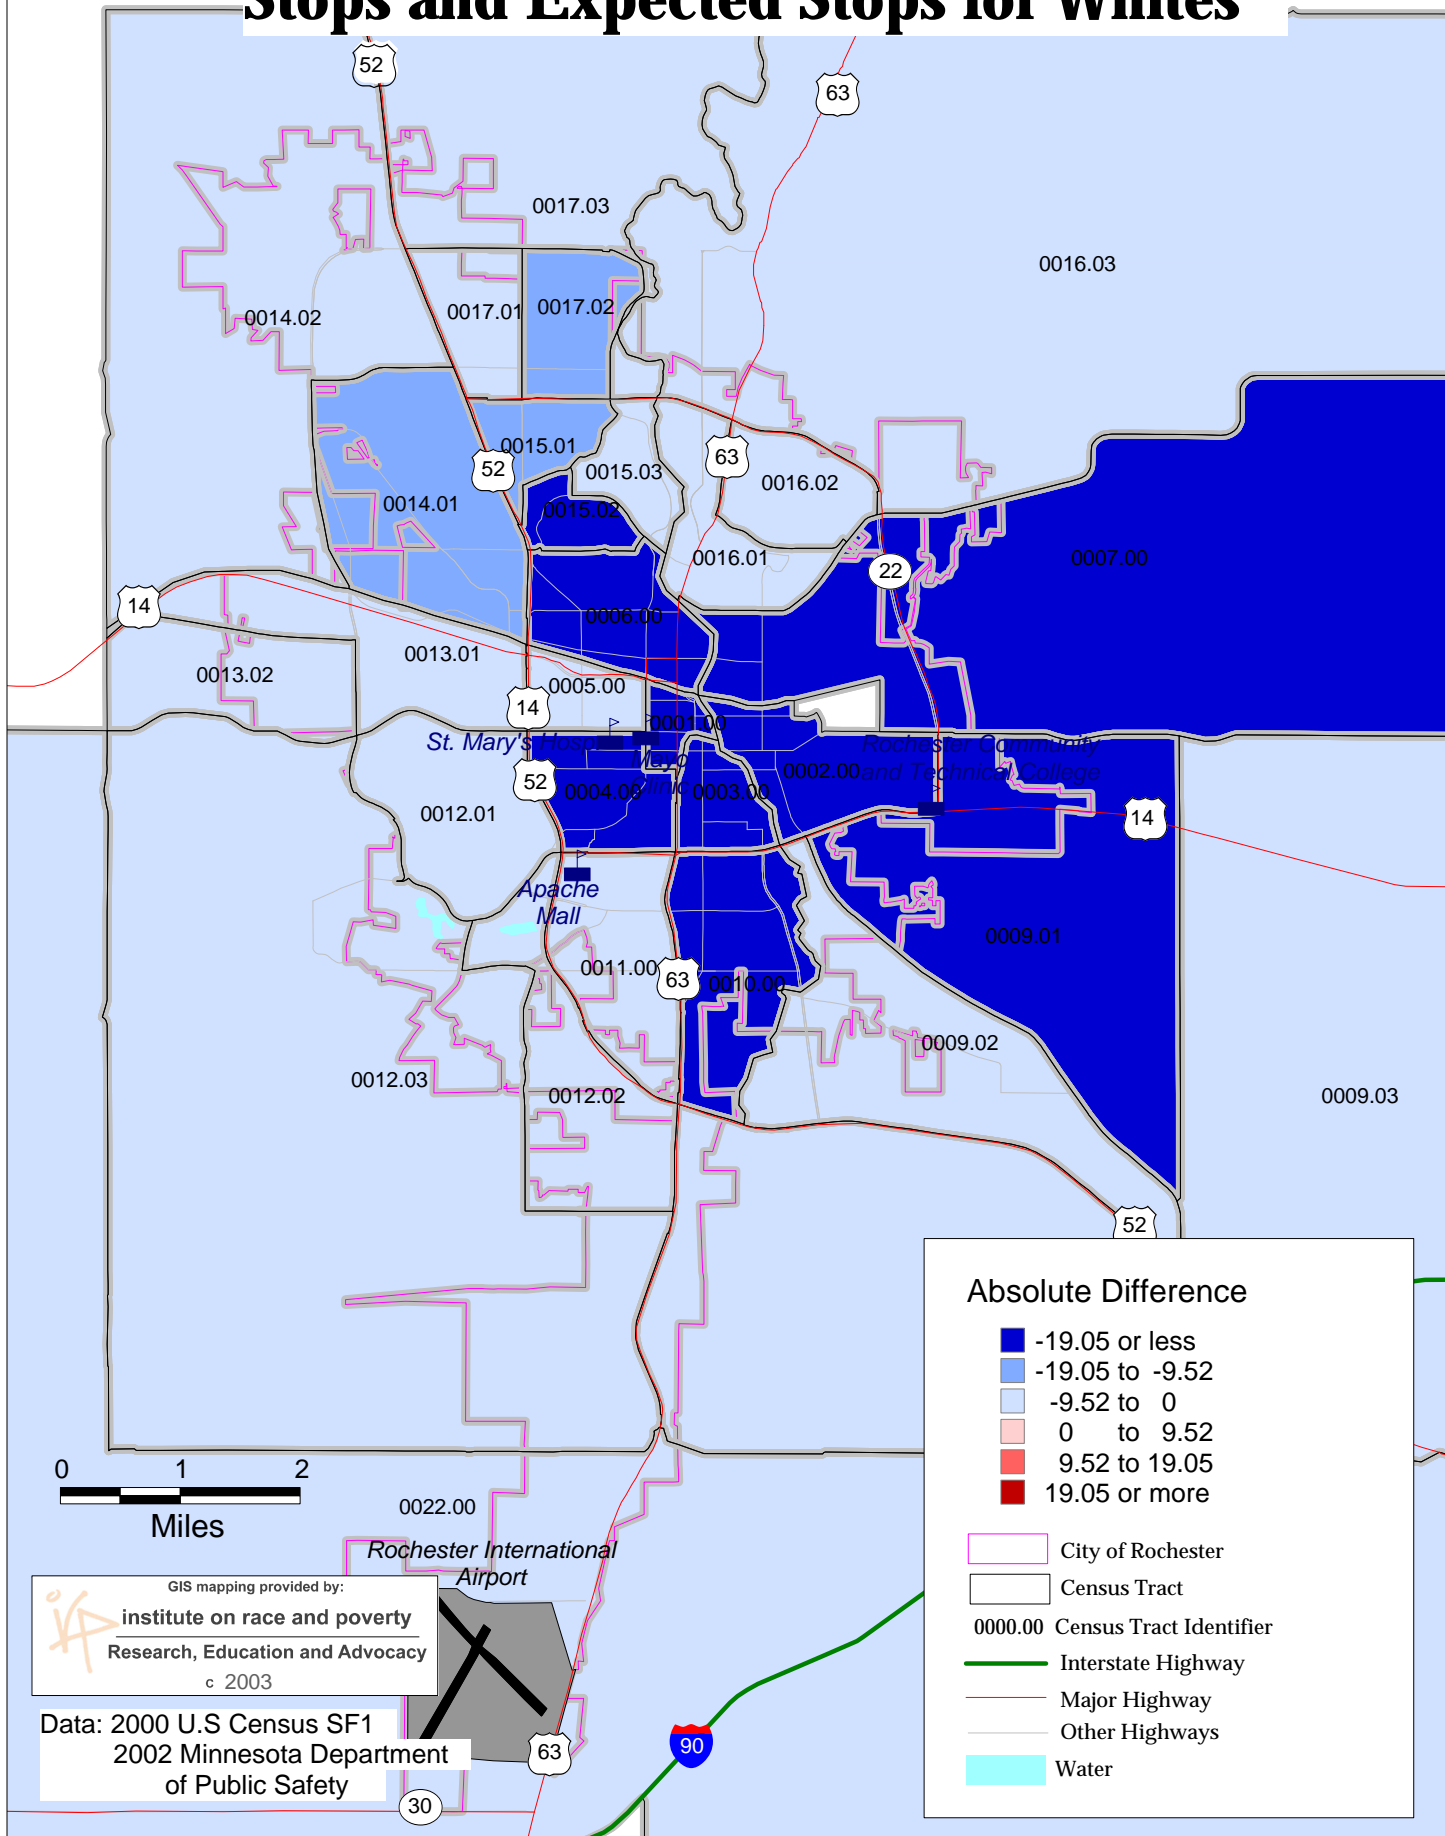 Stops and Expected Stops for Whites
52
63
0017.03
0016.03
0014.02
0017.01
0017.02
0015.01
52
0015.03
63
0016.02
0014.01
0015.02
0016.01
0007.00
22
14
0006.00
0013.01
0013.02
0005.00
14
0001.00
St. Mary's Hosp
Mayo
Clinic
Rochester Community
and Technical College
52
0004.00
0003.00
0002.00
0012.01
14
Apache
Mall
0009.01
0011.00
63
0010.00
0009.02
0012.03
0012.02
0009.03
52
Absolute Difference
-19.05 or less
-19.05 to -9.52
-9.52 to 0
0 to 9.52
9.52 to 19.05
19.05 or more
City of Rochester
Census Tract
0000.00 Census Tract Identifier
Interstate Highway
Major Highway
Other Highways
Water
0 1 2
Miles
0022.00
Rochester International
Airport
GIS mapping provided by:
irp
institute on race and poverty
Research, Education and Advocacy
c 2003
Data: 2000 U.S Census SF1
2002 Minnesota Department
of Public Safety
63
90
30